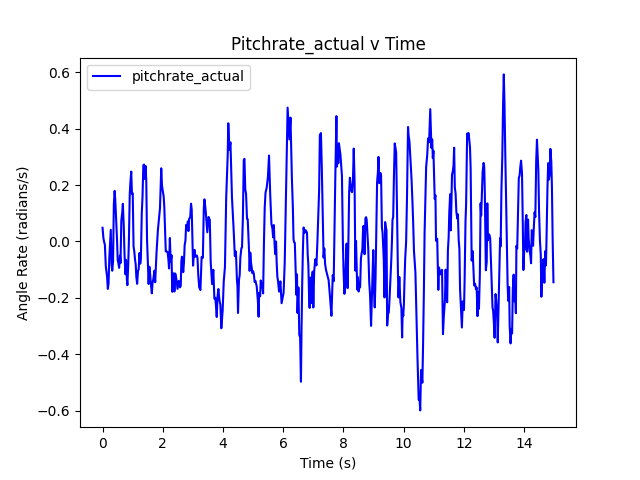 Pitchrate_actual v Time
pitchrate_actual
Angle Rate (radians/s)
0.6
0.4
0.2
0.0
−0.2
−0.4
−0.6
0 2 4 6 8 10 12 14
Time (s)